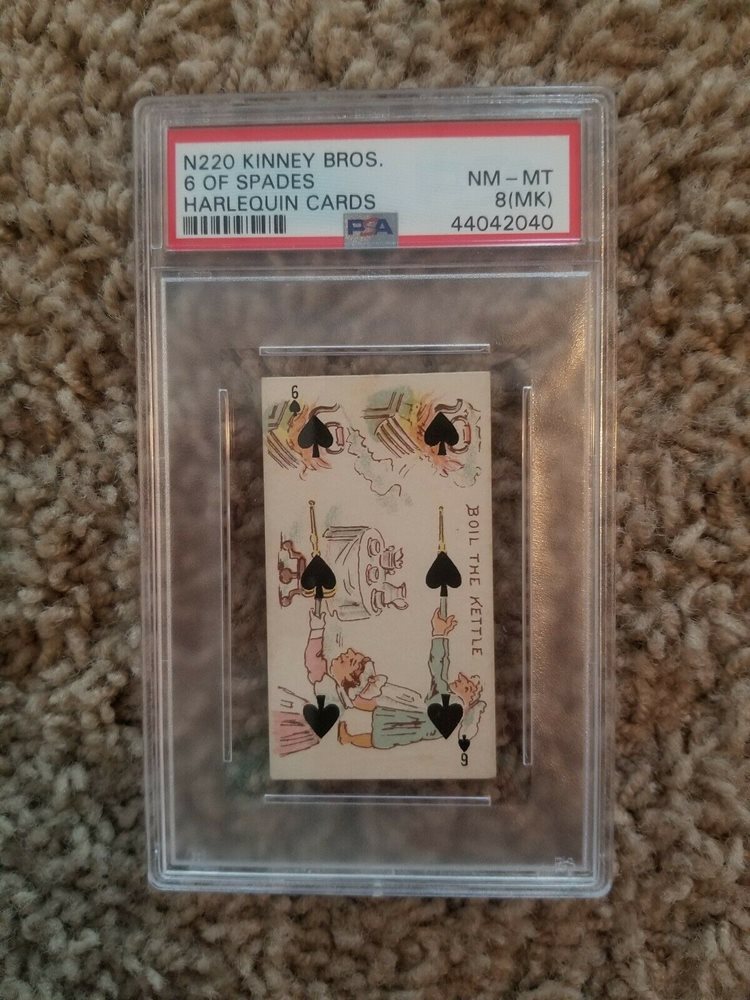 N220 KINNEY BROS.
6 OF SPADES
HARLEQUIN CARDS
NM – MT
8(MK)
44042040
PSA
6
BOIL THE KETTLE
6